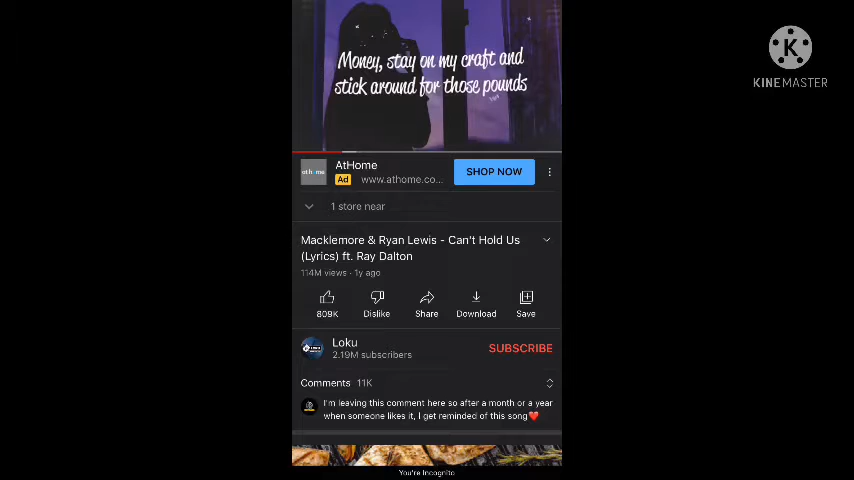 Money, stay on my craft and
stick around for those pounds
K
KINEMASTER
at home
AtHome
SHOP NOW
Ad www.athome.co...
1 store near
Macklemore & Ryan Lewis - Can't Hold Us
(Lyrics) ft. Ray Dalton
114M views · 1y ago
809K Dislike Share Download Save
Loku
2.19M subscribers
SUBSCRIBE
Comments 11K
I'm leaving this comment here so after a month or a year
when someone likes it, I get reminded of this song❤️
You're Incognito